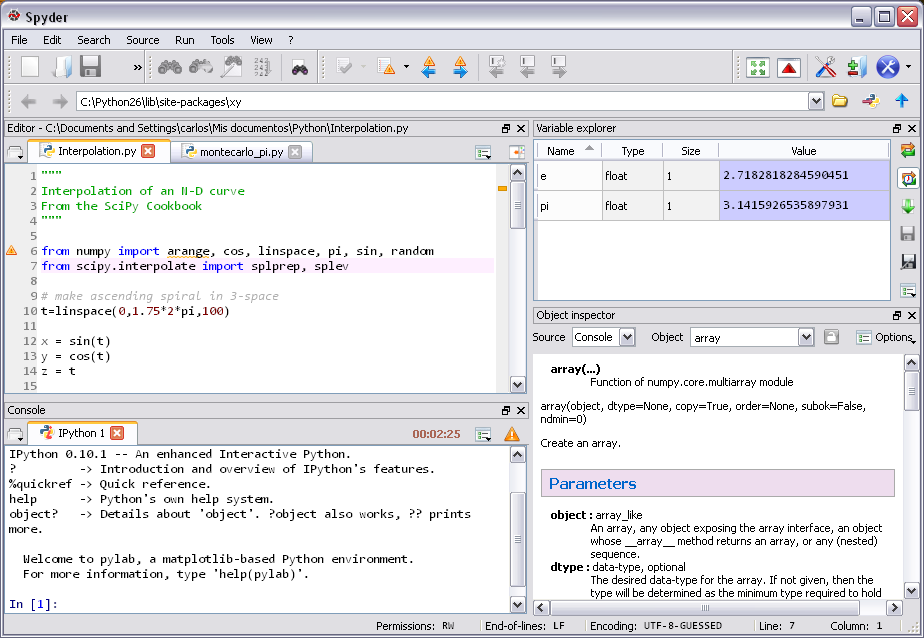 Spyder
File Edit Search Source Run Tools View ?
C:\Python26\lib\site-packages\xy
Editor - C:\Documents and Settings\carlos\Mis documentos\Python\Interpolation.py
Interpolation.py montecarlo_pi.py
1 """
2 Interpolation of an N-D curve
3 From the SciPy Cookbook
4 """
5
6 from numpy import arange, cos, linspace, pi, sin, random
7 from scipy.interpolate import splprep, splev
8
9 # make ascending spiral in 3-space
10 t=linspace(0,1.75*2*pi,100)
11
12 x = sin(t)
13 y = cos(t)
14 z = t
15
Console
IPython 1 00:02:25
IPython 0.10.1 -- An enhanced Interactive Python.
? -> Introduction and overview of IPython's features.
%quickref -> Quick reference.
help -> Python's own help system.
object? -> Details about 'object'. ?object also works, ?? prints
more.
Welcome to pylab, a matplotlib-based Python environment.
For more information, type 'help(pylab)'.
In [1]:
Variable explorer
Name Type Size Value
e float 1 2.7182818284590451
pi float 1 3.1415926535897931
Object inspector
Source Console Object array Options
array(...)
Function of numpy.core.multiarray module
array(object, dtype=None, copy=True, order=None, subok=False,
ndmin=0)
Create an array.
Parameters
object : array_like
An array, any object exposing the array interface, an object
whose __array__ method returns an array, or any (nested)
sequence.
dtype : data-type, optional
The desired data-type for the array. If not given, then the
type will be determined as the minimum type required to hold
Permissions: RW End-of-lines: LF Encoding: UTF-8-GUESSED Line: 7 Column: 1